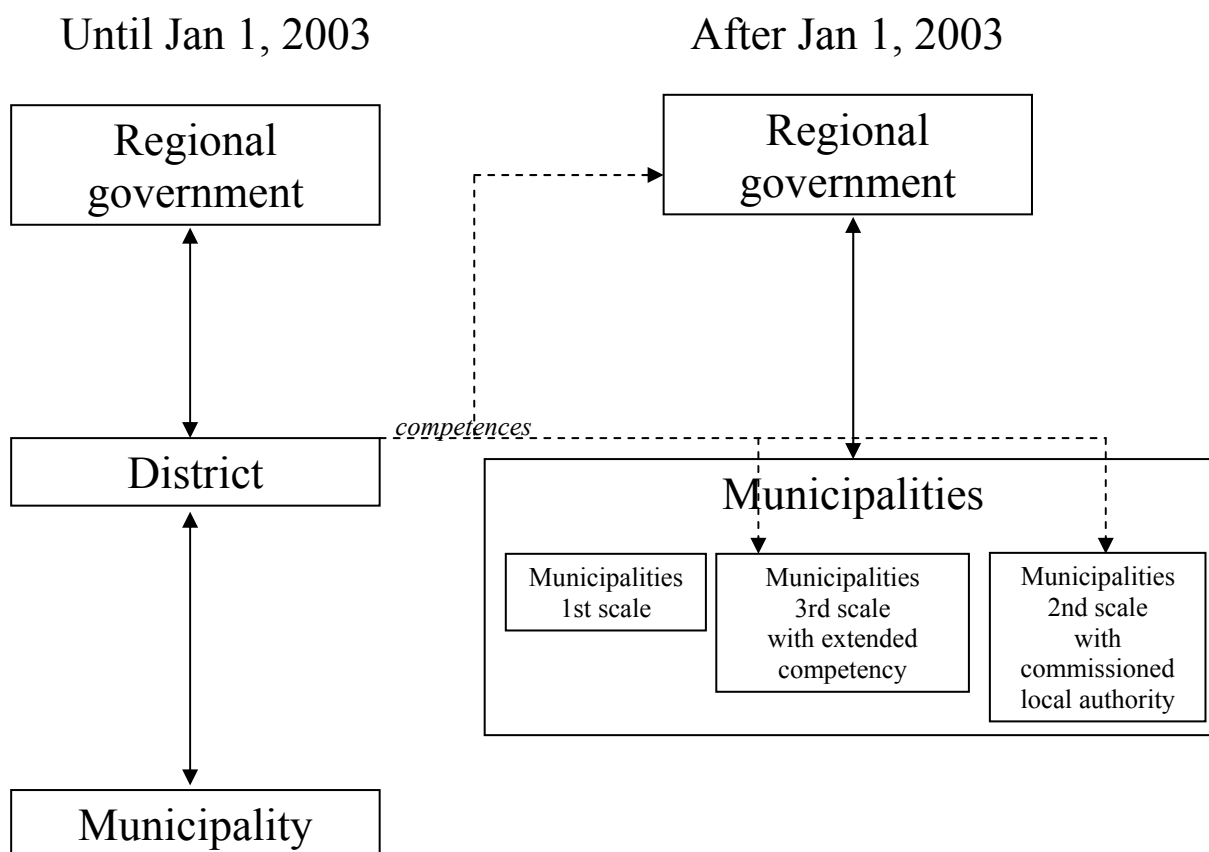 Until Jan 1, 2003
After Jan 1, 2003
Regional
government
Regional
government
competences
District
Municipalities
Municipalities
1st scale
Municipalities
3rd scale
with extended
competency
Municipalities
2nd scale
with
commissioned
local authority
Municipality